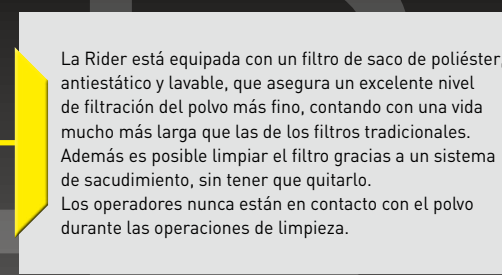 La Rider está equipada con un filtro de saco de poliéster,
antiestático y lavable, que asegura un excelente nivel
de filtración del polvo más fino, contando con una vida
mucho más larga que las de los filtros tradicionales.
Además es posible limpiar el filtro gracias a un sistema
de sacudimiento, sin tener que quitarlo.
Los operadores nunca están en contacto con el polvo
durante las operaciones de limpieza.